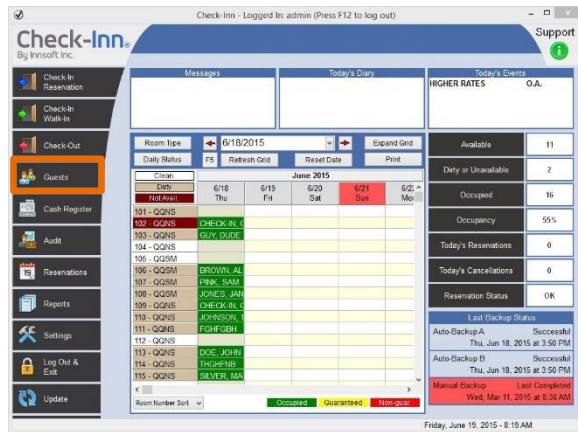 Check-Inn - Logged In: admin (Press F12 to log out)
Check-Inn®
By Innsoft Inc.
Support
Check-In
Reservation
Check-In
Walk-In
Check-Out
Guests
Cash Register
Audit
19
Reservations
Reports
Settings
Log Out &
Exit
Update
Messages
Today's Diary
Today's Events
HIGHER RATES O.A.
Room Type 6/18/2015 Expand Grid
Daily Status F5 Refresh Grid Reset Date Print
Clean June 2015
Dirty 6/18 6/19 6/20 6/21 6/22
Not Avail. Thu Fri Sat Sun Mon
101 - QQNS
102 - QQNS CHECK-IN,
103 - QQNS GUY, DUDE
104 - QQNS
105 - QQSM
106 - QQSM BROWN, AL
107 - QQSM PINK, SAM
108 - QQNS JONES, JAN
109 - QQNS CHECK-IN,
110 - QQNS JOHNSON,
111 - QQNS FGHFGBH
112 - QQNS
113 - QQNS DOE, JOHN
114 - QQNS THGHFNB
115 - QQNS SILVER, MA
Room Number Sort Occupied Guaranteed Non-guar.
Available 11
Dirty or Unavailable 2
Occupied 16
Occupancy 55%
Today's Reservations 0
Today's Cancellations 0
Reservation Status OK
Last Backup Status
Auto-Backup A Successful
Thu, Jun 18, 2015 at 3:50 PM
Auto-Backup B Successful
Thu, Jun 18, 2015 at 3:50 PM
Manual Backup Last Completed
Wed, Mar 11, 2015 at 8:36 AM
Friday, June 19, 2015 - 8:19 AM